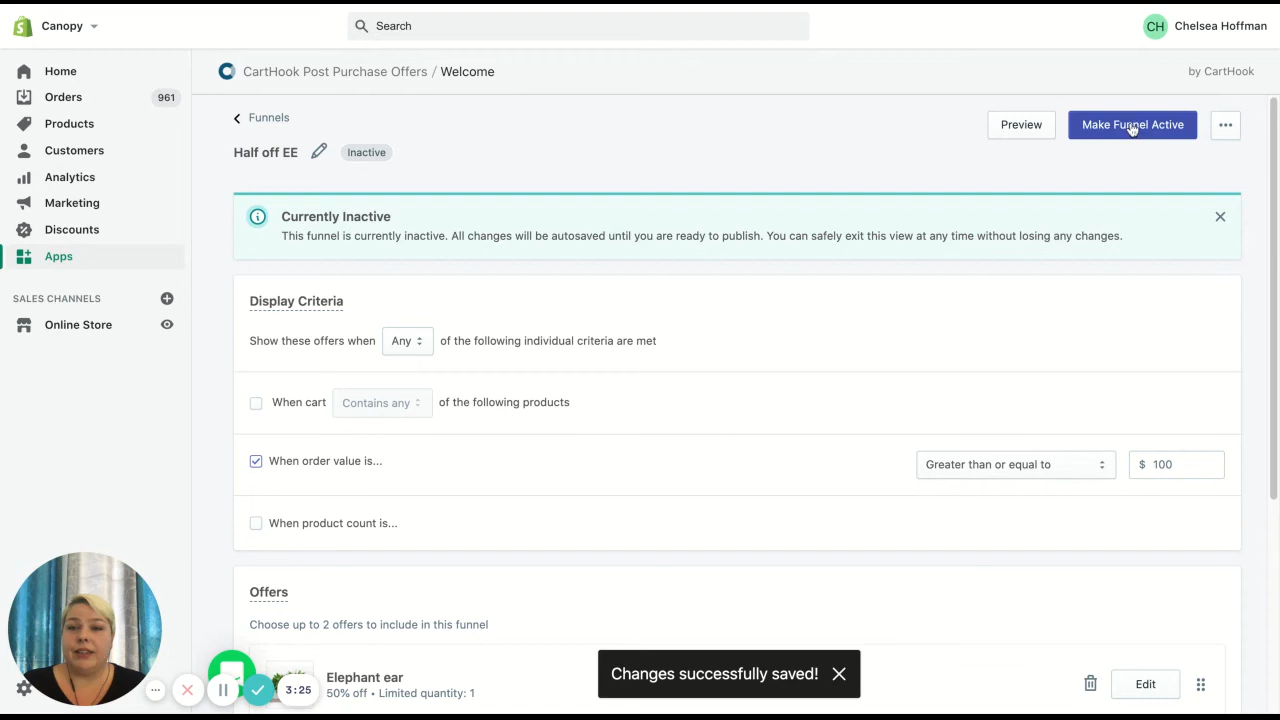 Canopy
Search
CH Chelsea Hoffman
Home
Orders 961
Products
Customers
Analytics
Marketing
Discounts
Apps
SALES CHANNELS
Online Store
CartHook Post Purchase Offers / Welcome
by CartHook
Funnels
Preview
Make Funnel Active
Half off EE
Inactive
Currently Inactive
This funnel is currently inactive. All changes will be autosaved until you are ready to publish. You can safely exit this view at any time without losing any changes.
Display Criteria
Show these offers when Any of the following individual criteria are met
When cart Contains any of the following products
When order value is... Greater than or equal to $ 100
When product count is...
Offers
Choose up to 2 offers to include in this funnel
Elephant ear
50% off • Limited quantity: 1
Edit
Changes successfully saved!
3:25